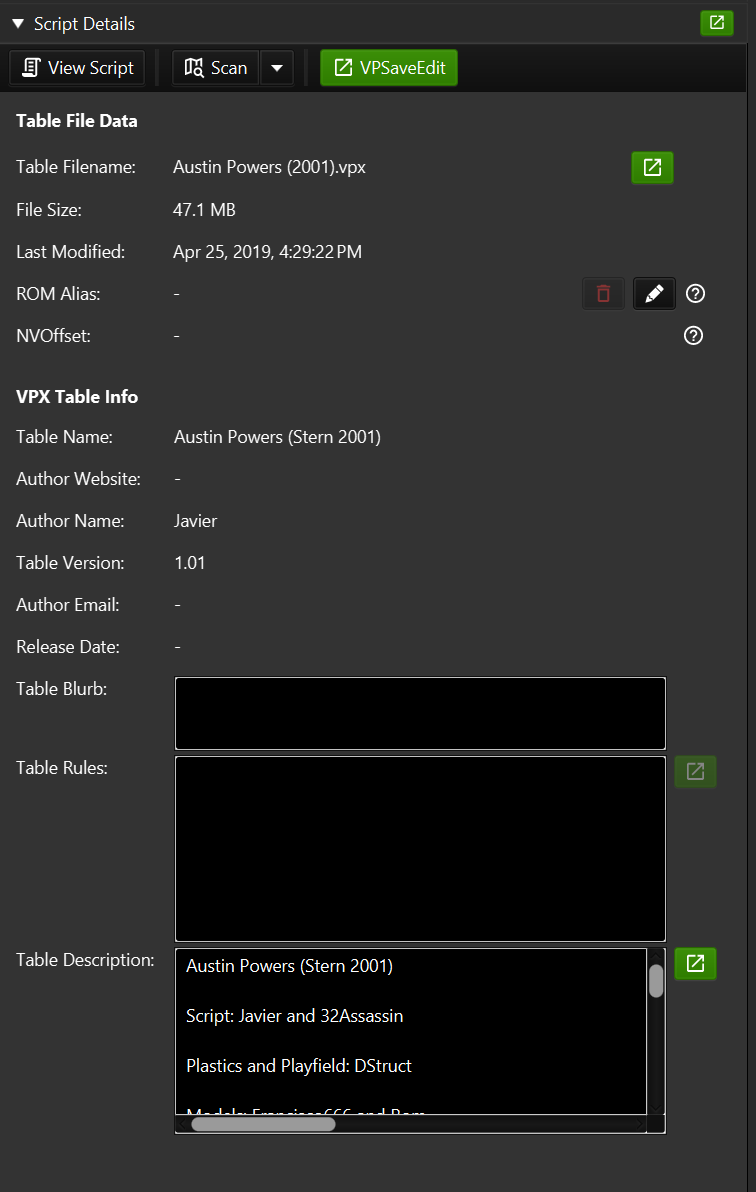 Script Details
View Script
Scan
VPSaveEdit
Table File Data
Table Filename: Austin Powers (2001).vpx
File Size: 47.1 MB
Last Modified: Apr 25, 2019, 4:29:22 PM
ROM Alias: -
NVOffset: -
VPX Table Info
Table Name: Austin Powers (Stern 2001)
Author Website: -
Author Name: Javier
Table Version: 1.01
Author Email: -
Release Date: -
Table Blurb:
Table Rules:
Table Description:
Austin Powers (Stern 2001)
Script: Javier and 32Assassin
Plastics and Playfield: DStruct